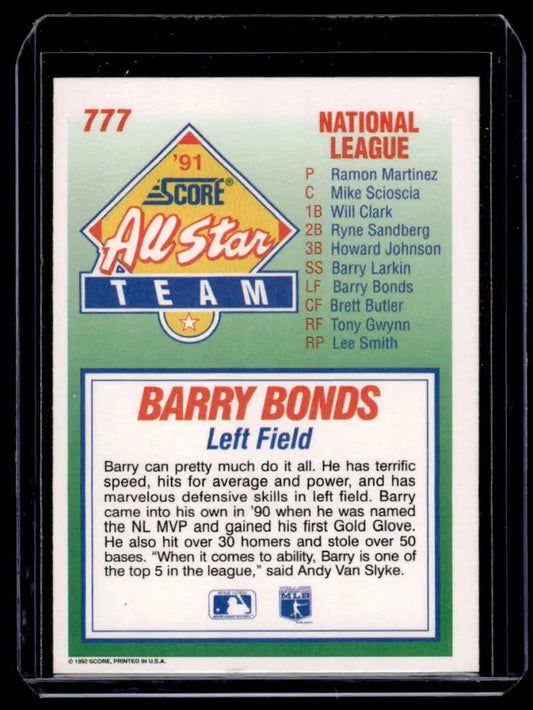 777
'91
SCORE®
All Star
TEAM
NATIONAL
LEAGUE
P Ramon Martinez
C Mike Scioscia
1B Will Clark
2B Ryne Sandberg
3B Howard Johnson
SS Barry Larkin
LF Barry Bonds
CF Brett Butler
RF Tony Gwynn
RP Lee Smith
BARRY BONDS
Left Field
Barry can pretty much do it all. He has terrific
speed, hits for average and power, and has
marvelous defensive skills in left field. Barry
came into his own in '90 when he was named
the NL MVP and gained his first Gold Glove.
He also hit over 30 homers and stole over 50
bases. “When it comes to ability, Barry is one of
the top 5 in the league,” said Andy Van Slyke.
MLB
© 1992 SCORE, PRINTED IN U.S.A.